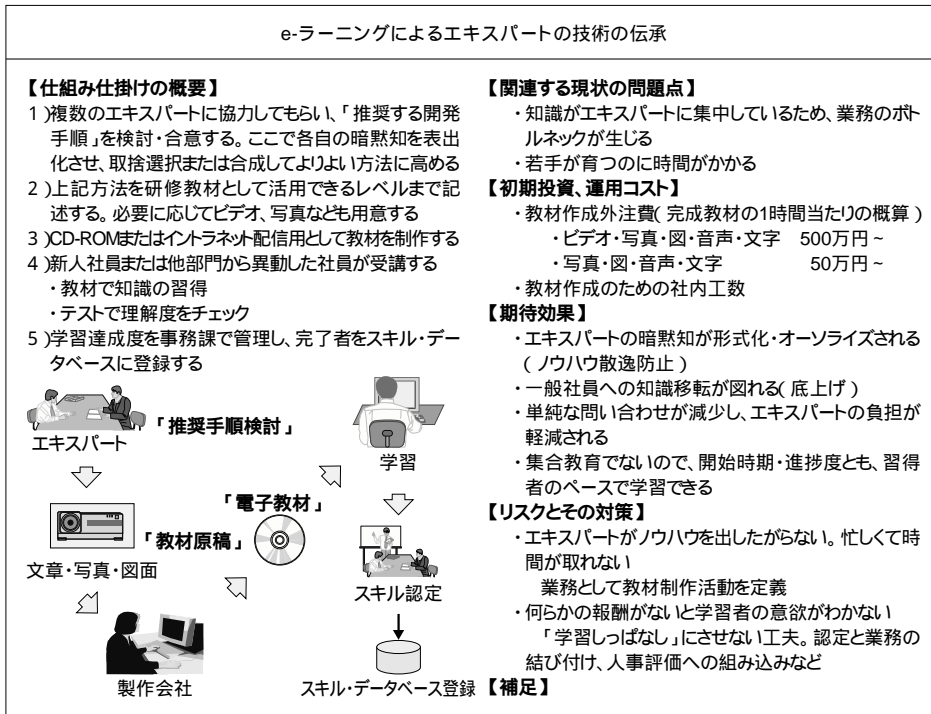 e-ラーニングによるエキスパートの技術の伝承
【仕組み仕掛けの概要】
1)複数のエキスパートに協力してもらい、「推奨する開発
手順」を検討・合意する。ここで各自の暗黙知を表出
化させ、取捨選択または合成してよりよい方法に高める
2)上記方法を研修教材として活用できるレベルまで記
述する。必要に応じてビデオ、写真なども用意する
3)CD-ROMまたはイントラネット配信用として教材を制作する
4)新人社員または他部門から異動した社員が受講する
・教材で知識の習得
・テストで理解度をチェック
5)学習達成度を事務課で管理し、完了者をスキル・デー
タベースに登録する
エキスパート
「推奨手順検討」
学習
「電子教材」
「教材原稿」
文章・写真・図面
スキル認定
製作会社
スキル・データベース登録
【関連する現状の問題点】
・知識がエキスパートに集中しているため、業務のボト
ルネックが生じる
・若手が育つのに時間がかかる
【初期投資、運用コスト】
・教材作成外注費(完成教材の1時間当たりの概算)
・ビデオ・写真・図・音声・文字 500万円~
・写真・図・音声・文字 50万円~
・教材作成のための社内工数
【期待効果】
・エキスパートの暗黙知が形式化・オーソライズされる
(ノウハウ散逸防止)
・一般社員への知識移転が図れる(底上げ)
・単純な問い合わせが減少し、エキスパートの負担が
軽減される
・集合教育でないので、開始時期・進捗度とも、習得
者のペースで学習できる
【リスクとその対策】
・エキスパートがノウハウを出したがらない。忙しくて時
間が取れない
業務として教材制作活動を定義
・何らかの報酬がないと学習者の意欲がわかない
「学習しっぱなし」にさせない工夫。認定と業務の
結び付け、人事評価への組み込みなど
【補足】